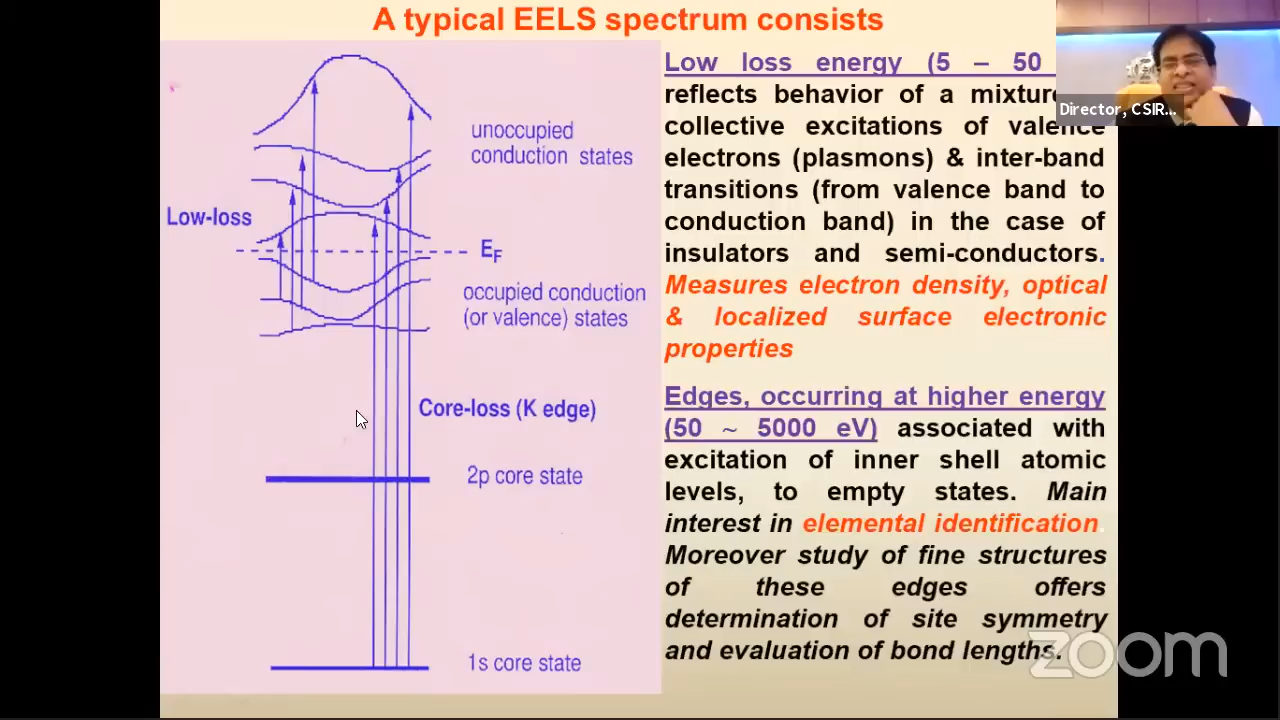 A typical EELS spectrum consists
unoccupied
conduction states
Low-loss
EF
occupied conduction
(or valence) states
Core-loss (K edge)
2p core state
1s core state
Low loss energy (5 – 50
reflects behavior of a mixture
collective excitations of valence
electrons (plasmons) & inter-band
transitions (from valence band to
conduction band) in the case of
insulators and semi-conductors.
Measures electron density, optical
& localized surface electronic
properties
Edges, occurring at higher energy
(50 ~ 5000 eV) associated with
excitation of inner shell atomic
levels, to empty states. Main
interest in elemental identification.
Moreover study of fine structures
of these edges offers
determination of site symmetry
and evaluation of bond lengths.
Director, CSIR...
zoom